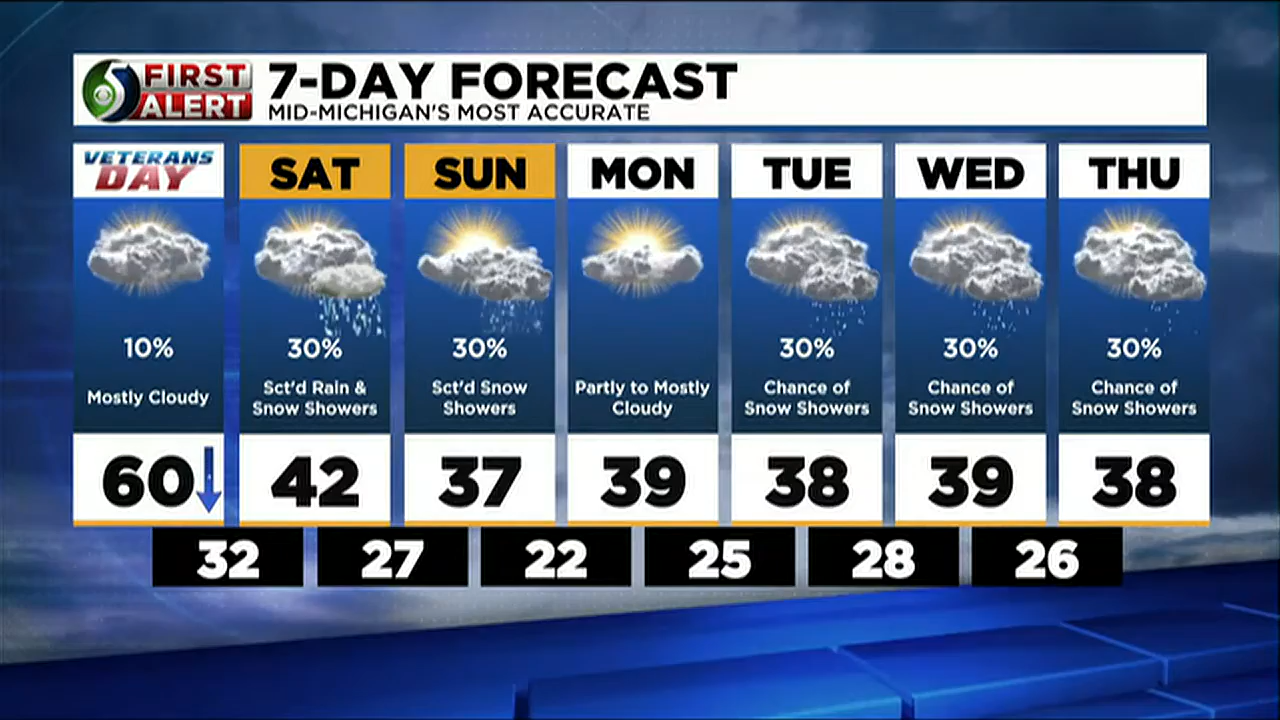 5 FIRST ALERT
7-DAY FORECAST
MID-MICHIGAN'S MOST ACCURATE
VETERANS DAY
10%
Mostly Cloudy
60
SAT
30%
Sct'd Rain &
Snow Showers
42
SUN
30%
Sct'd Snow
Showers
37
MON
Partly to Mostly
Cloudy
39
TUE
30%
Chance of
Snow Showers
38
WED
30%
Chance of
Snow Showers
39
THU
30%
Chance of
Snow Showers
38
32
27
22
25
28
26